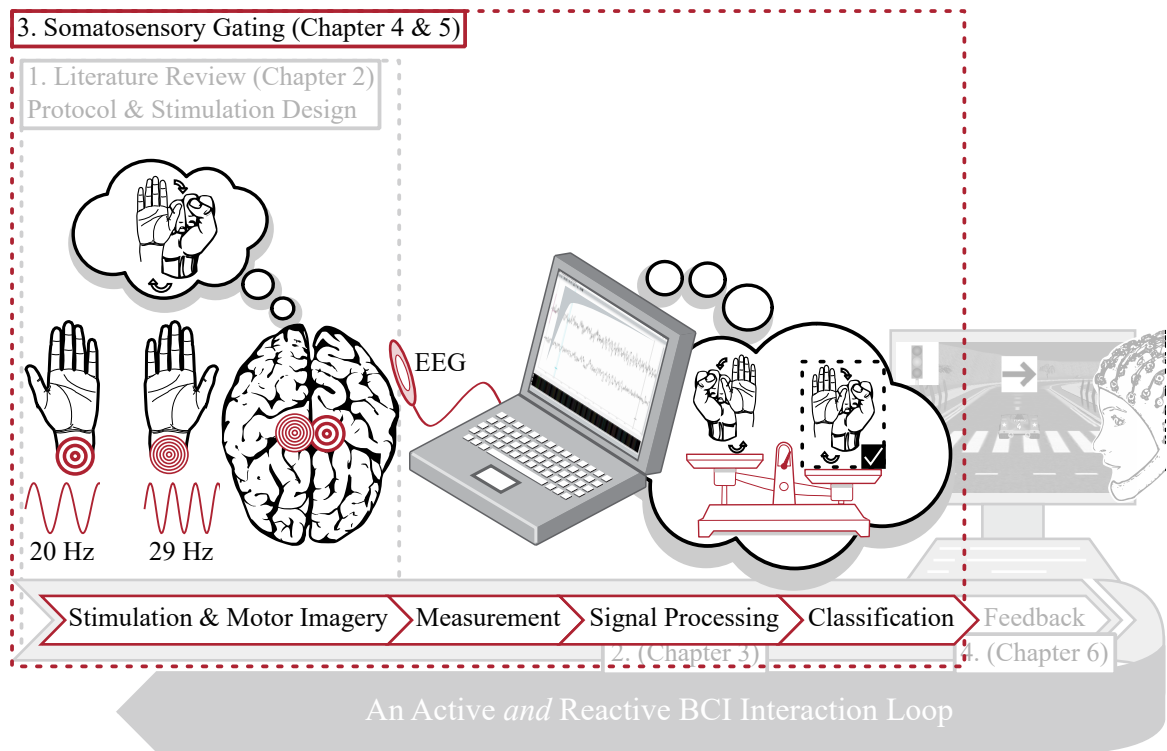 3. Somatosensory Gating (Chapter 4 & 5)
1. Literature Review (Chapter 2)
Protocol & Stimulation Design
EEG
20 Hz
29 Hz
Stimulation & Motor Imagery
Measurement
Signal Processing
Classification
Feedback
2. (Chapter 3)
4. (Chapter 6)
An Active and Reactive BCI Interaction Loop